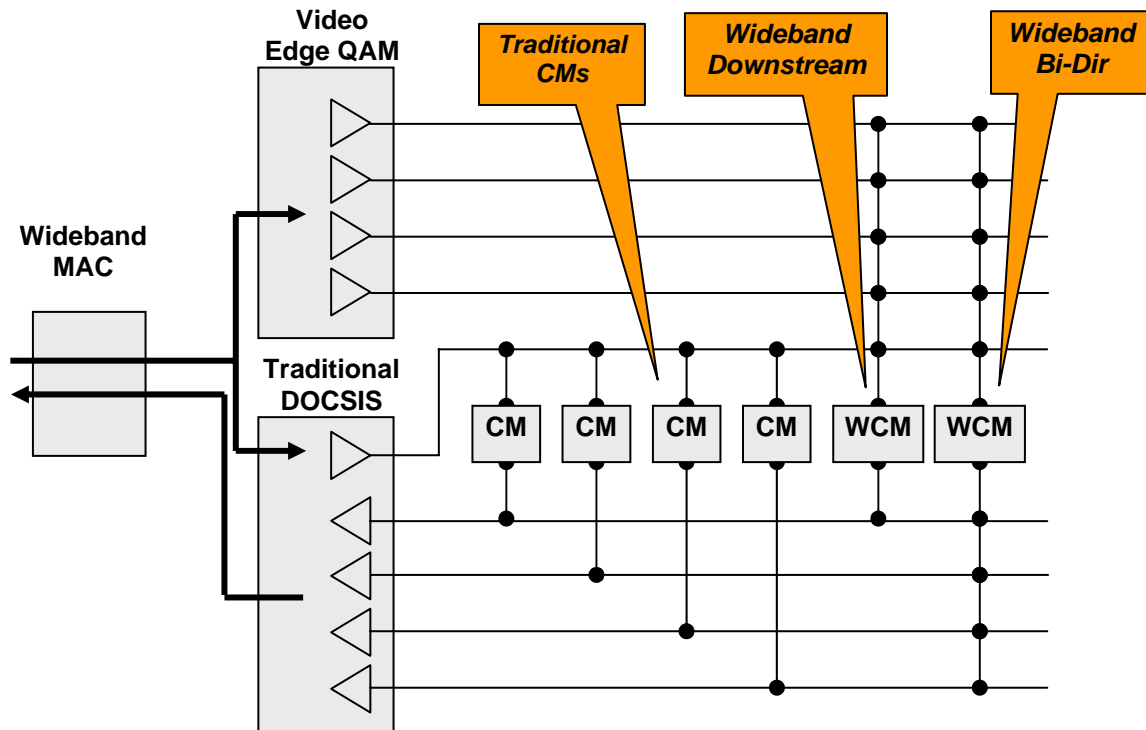 Video
Edge QAM
Traditional
CMs
Wideband
Downstream
Wideband
Bi-Dir
Wideband
MAC
Traditional
DOCSIS
CM
CM
CM
CM
WCM
WCM